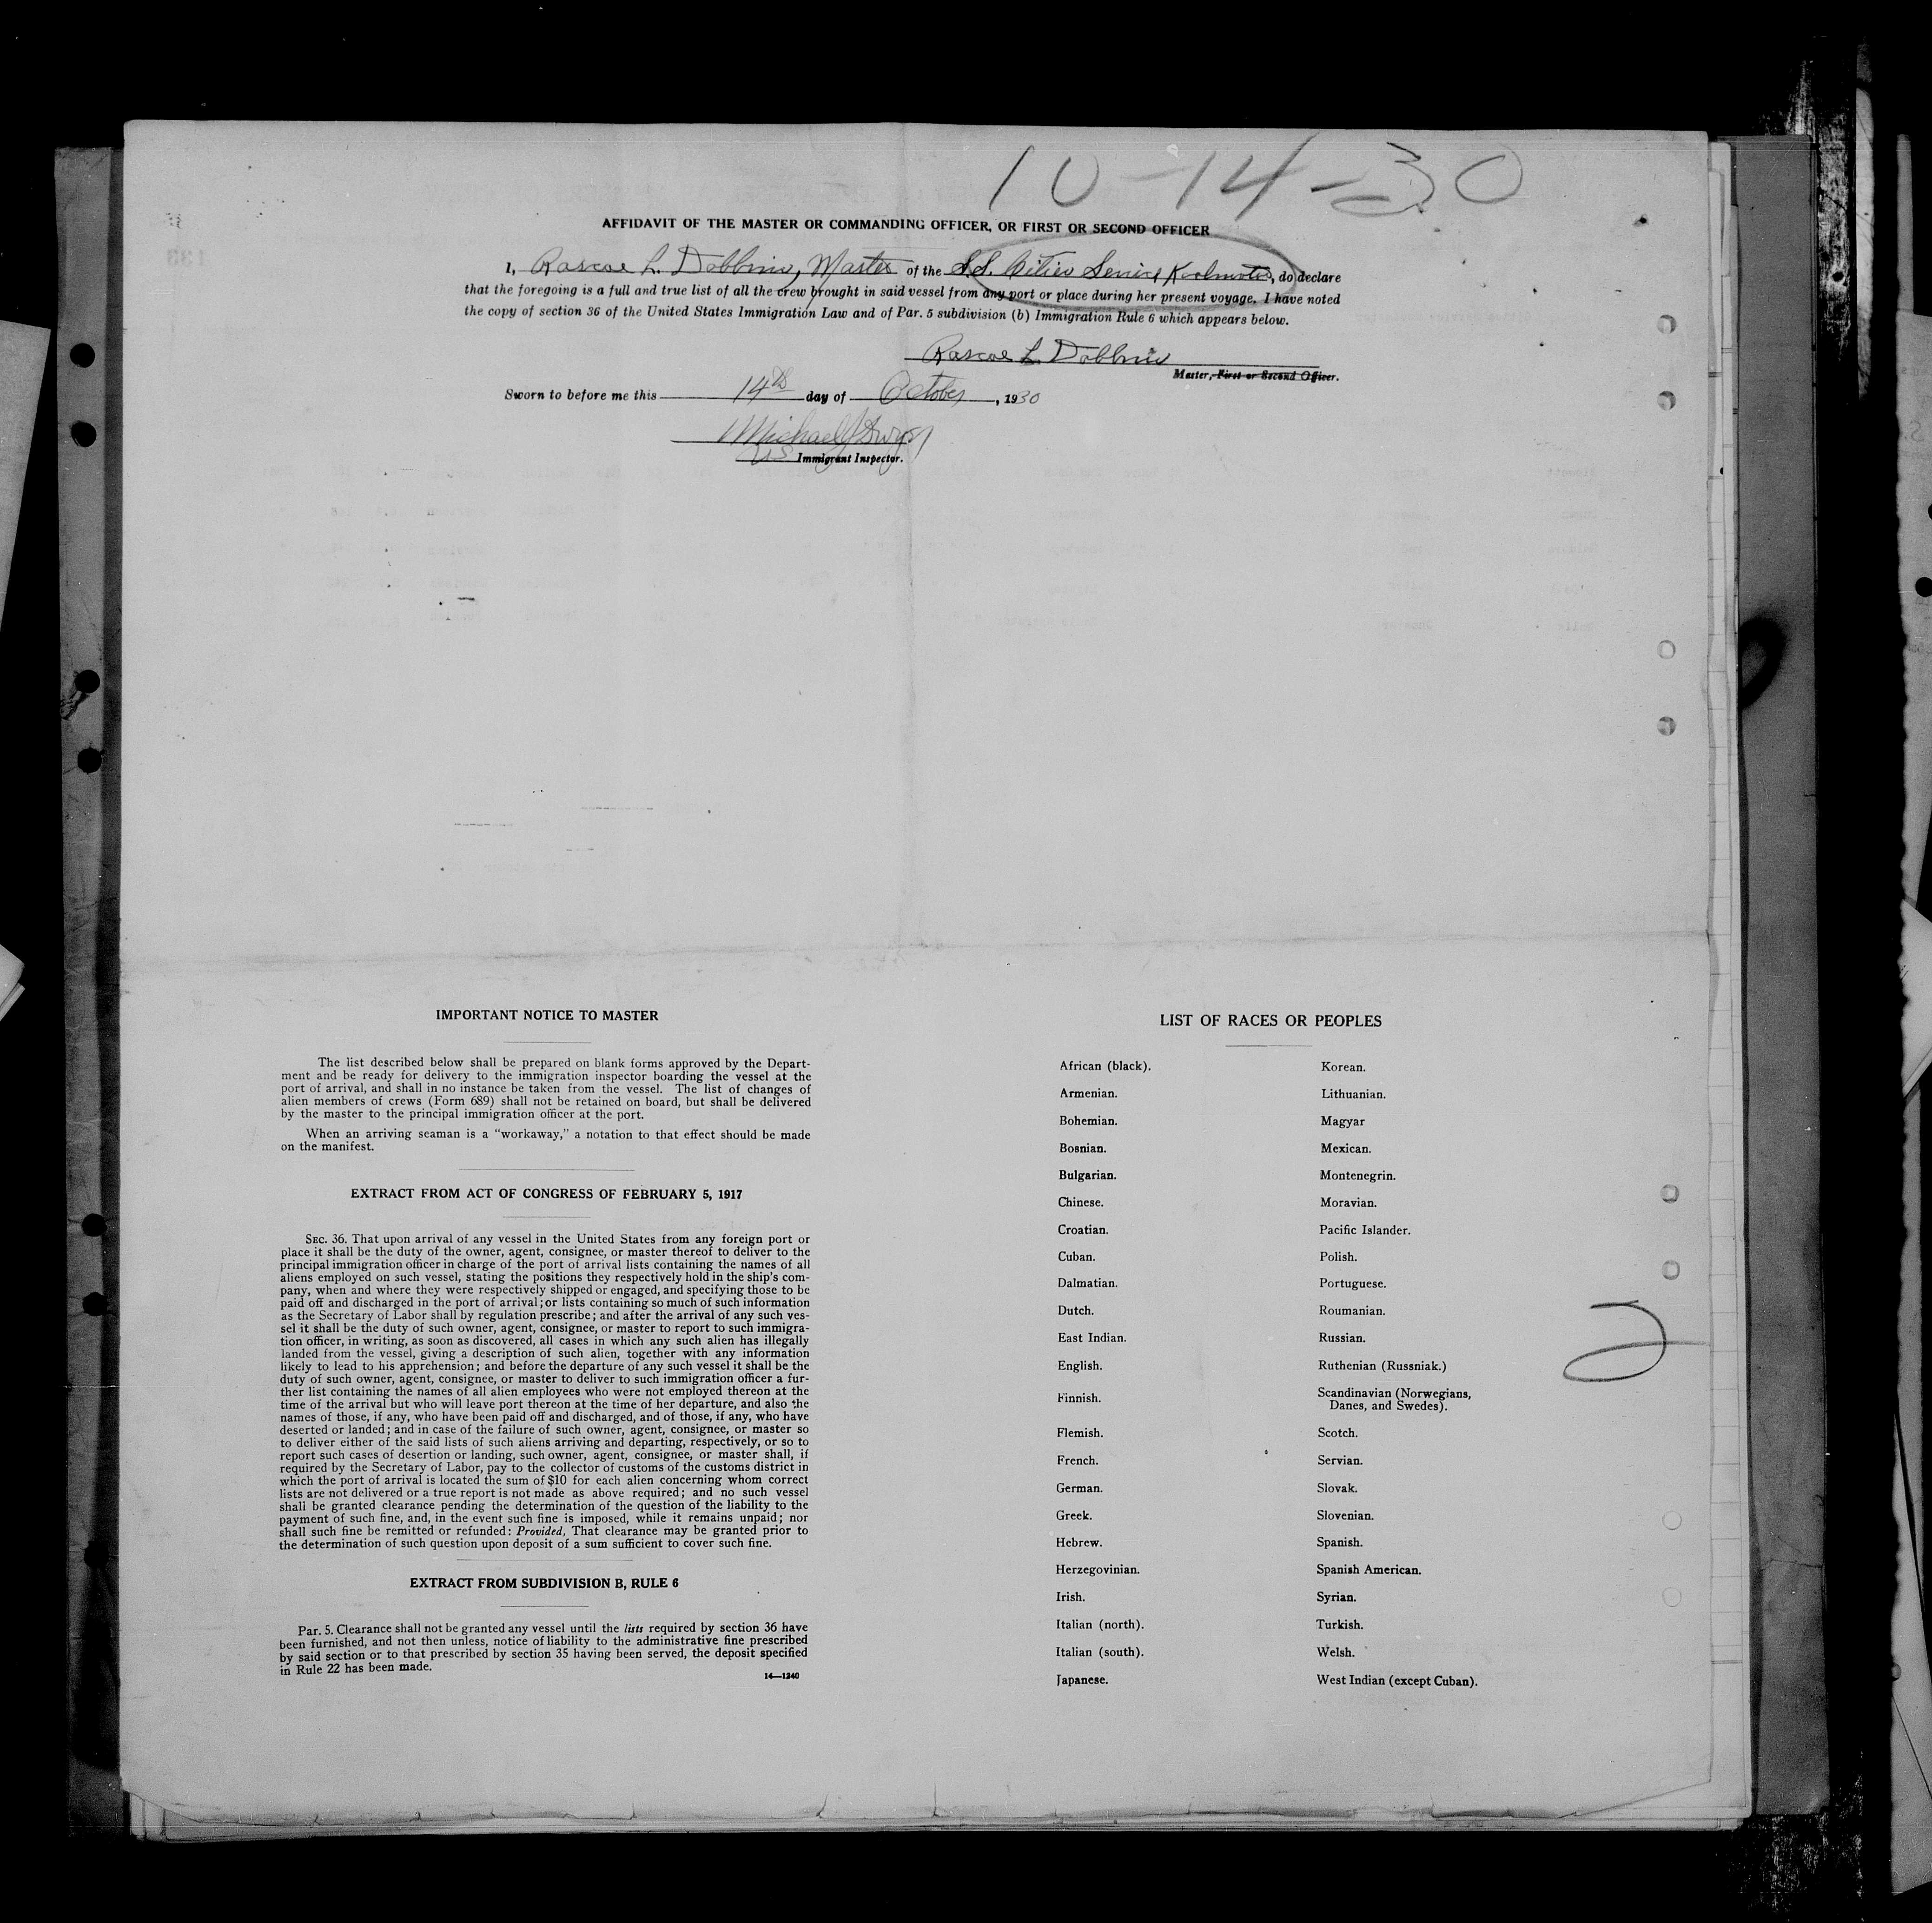 10-14-30
AFFIDAVIT OF THE MASTER OR COMMANDING OFFICER, OR FIRST OR SECOND OFFICER
I, Rascoe L. Dobbins, Master of the S.S. Cities Service Koolmotor, do declare
that the foregoing is a full and true list of all the crew brought in said vessel from any port or place during her present voyage. I have noted
the copy of section 36 of the United States Immigration Law and of Par. 5 subdivision (b) Immigration Rule 6 which appears below.
Rascoe L Dobbins
Master, First or Second Officer.
Sworn to before me this 14th day of October, 1930
Michael J
US Immigrant Inspector.
IMPORTANT NOTICE TO MASTER
The list described below shall be prepared on blank forms approved by the Depart-
ment and be ready for delivery to the immigration inspector boarding the vessel at the
port of arrival, and shall in no instance be taken from the vessel. The list of changes of
alien members of crews (Form 689) shall not be retained on board, but shall be delivered
by the master to the principal immigration officer at the port.
When an arriving seaman is a "workaway," a notation to that effect should be made
on the manifest.
EXTRACT FROM ACT OF CONGRESS OF FEBRUARY 5, 1917
SEC. 36. That upon arrival of any vessel in the United States from any foreign port or
place it shall be the duty of the owner, agent, consignee, or master thereof to deliver to the
principal immigration officer in charge of the port of arrival lists containing the names of all
aliens employed on such vessel, stating the positions they respectively hold in the ship's com-
pany, when and where they were respectively shipped or engaged, and specifying those to be
paid off and discharged in the port of arrival; or lists containing so much of such information
as the Secretary of Labor shall by regulation prescribe; and after the arrival of any such ves-
sel it shall be the duty of such owner, agent, consignee, or master to report to such immigra-
tion officer, in writing, as soon as discovered, all cases in which any such alien has illegally
landed from the vessel, giving a description of such alien, together with any information
likely to lead to his apprehension; and before the departure of any such vessel it shall be the
duty of such owner, agent, consignee, or master to deliver to such immigration officer a fur-
ther list containing the names of all alien employees who were not employed thereon at the
time of the arrival but who will leave port thereon at the time of her departure, and also the
names of those, if any, who have been paid off and discharged, and of those, if any, who have
deserted or landed; and in case of the failure of such owner, agent, consignee, or master so
to deliver either of the said lists of such aliens arriving and departing, respectively, or so to
report such cases of desertion or landing, such owner, agent, consignee, or master shall, if
required by the Secretary of Labor, pay to the collector of customs of the customs district in
which the port of arrival is located the sum of $10 for each alien concerning whom correct
lists are not delivered or a true report is not made as above required; and no such vessel
shall be granted clearance pending the determination of the question of the liability to the
payment of such fine, and, in the event such fine is imposed, while it remains unpaid; nor
shall such fine be remitted or refunded: Provided, That clearance may be granted prior to
the determination of such question upon deposit of a sum sufficient to cover such fine.
EXTRACT FROM SUBDIVISION B, RULE 6
Par. 5. Clearance shall not be granted any vessel until the lists required by section 36 have
been furnished, and not then unless, notice of liability to the administrative fine prescribed
by said section or to that prescribed by section 35 having been served, the deposit specified
in Rule 22 has been made.
14—1240
LIST OF RACES OR PEOPLES
African (black).
Armenian.
Bohemian.
Bosnian.
Bulgarian.
Chinese.
Croatian.
Cuban.
Dalmatian.
Dutch.
East Indian.
English.
Finnish.
Flemish.
French.
German.
Greek.
Hebrew.
Herzegovinian.
Irish.
Italian (north).
Italian (south).
Japanese.
Korean.
Lithuanian.
Magyar
Mexican.
Montenegrin.
Moravian.
Pacific Islander.
Polish.
Portuguese.
Roumanian.
Russian.
Ruthenian (Russniak.)
Scandinavian (Norwegians,
Danes, and Swedes).
Scotch.
Servian.
Slovak.
Slovenian.
Spanish.
Spanish American.
Syrian.
Turkish.
Welsh.
West Indian (except Cuban).
2